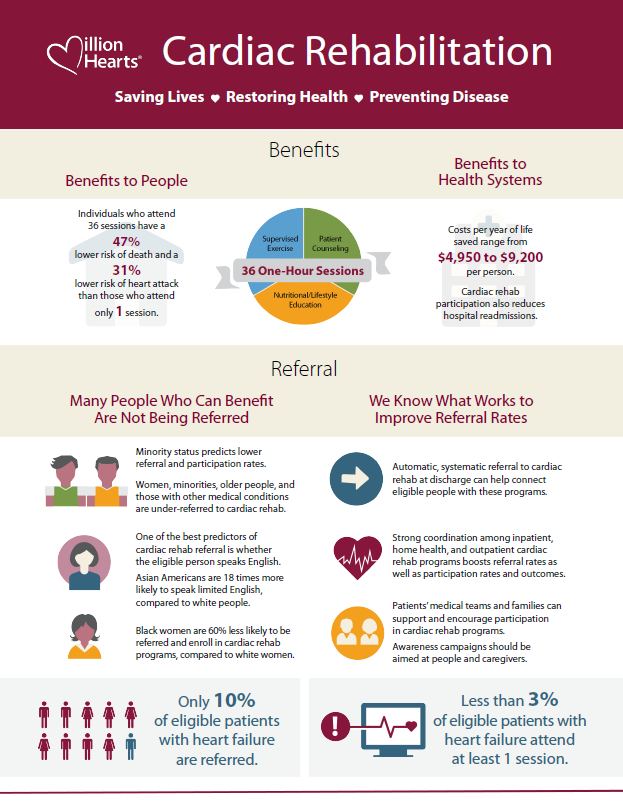 Million
Hearts®
Cardiac Rehabilitation
Saving Lives ♥ Restoring Health ♥ Preventing Disease
Benefits
Benefits to People
Individuals who attend
36 sessions have a
47%
lower risk of death and a
31%
lower risk of heart attack
than those who attend
only 1 session.
Supervised
Exercise
Patient
Counseling
36 One-Hour Sessions
Nutritional/Lifestyle
Education
Benefits to
Health Systems
Costs per year of life
saved range from
$4,950 to $9,200
per person.
Cardiac rehab
participation also reduces
hospital readmissions.
Referral
Many People Who Can Benefit
Are Not Being Referred
Minority status predicts lower
referral and participation rates.
Women, minorities, older people, and
those with other medical conditions
are under-referred to cardiac rehab.
One of the best predictors of
cardiac rehab referral is whether
the eligible person speaks English.
Asian Americans are 18 times more
likely to speak limited English,
compared to white people.
Black women are 60% less likely to be
referred and enroll in cardiac rehab
programs, compared to white women.
We Know What Works to
Improve Referral Rates
Automatic, systematic referral to cardiac
rehab at discharge can help connect
eligible people with these programs.
Strong coordination among inpatient,
home health, and outpatient cardiac
rehab programs boosts referral rates as
well as participation rates and outcomes.
Patients' medical teams and families can
support and encourage participation
in cardiac rehab programs.
Awareness campaigns should be
aimed at people and caregivers.
Only 10%
of eligible patients
with heart failure
are referred.
!
Less than 3%
of eligible patients with
heart failure attend
at least 1 session.